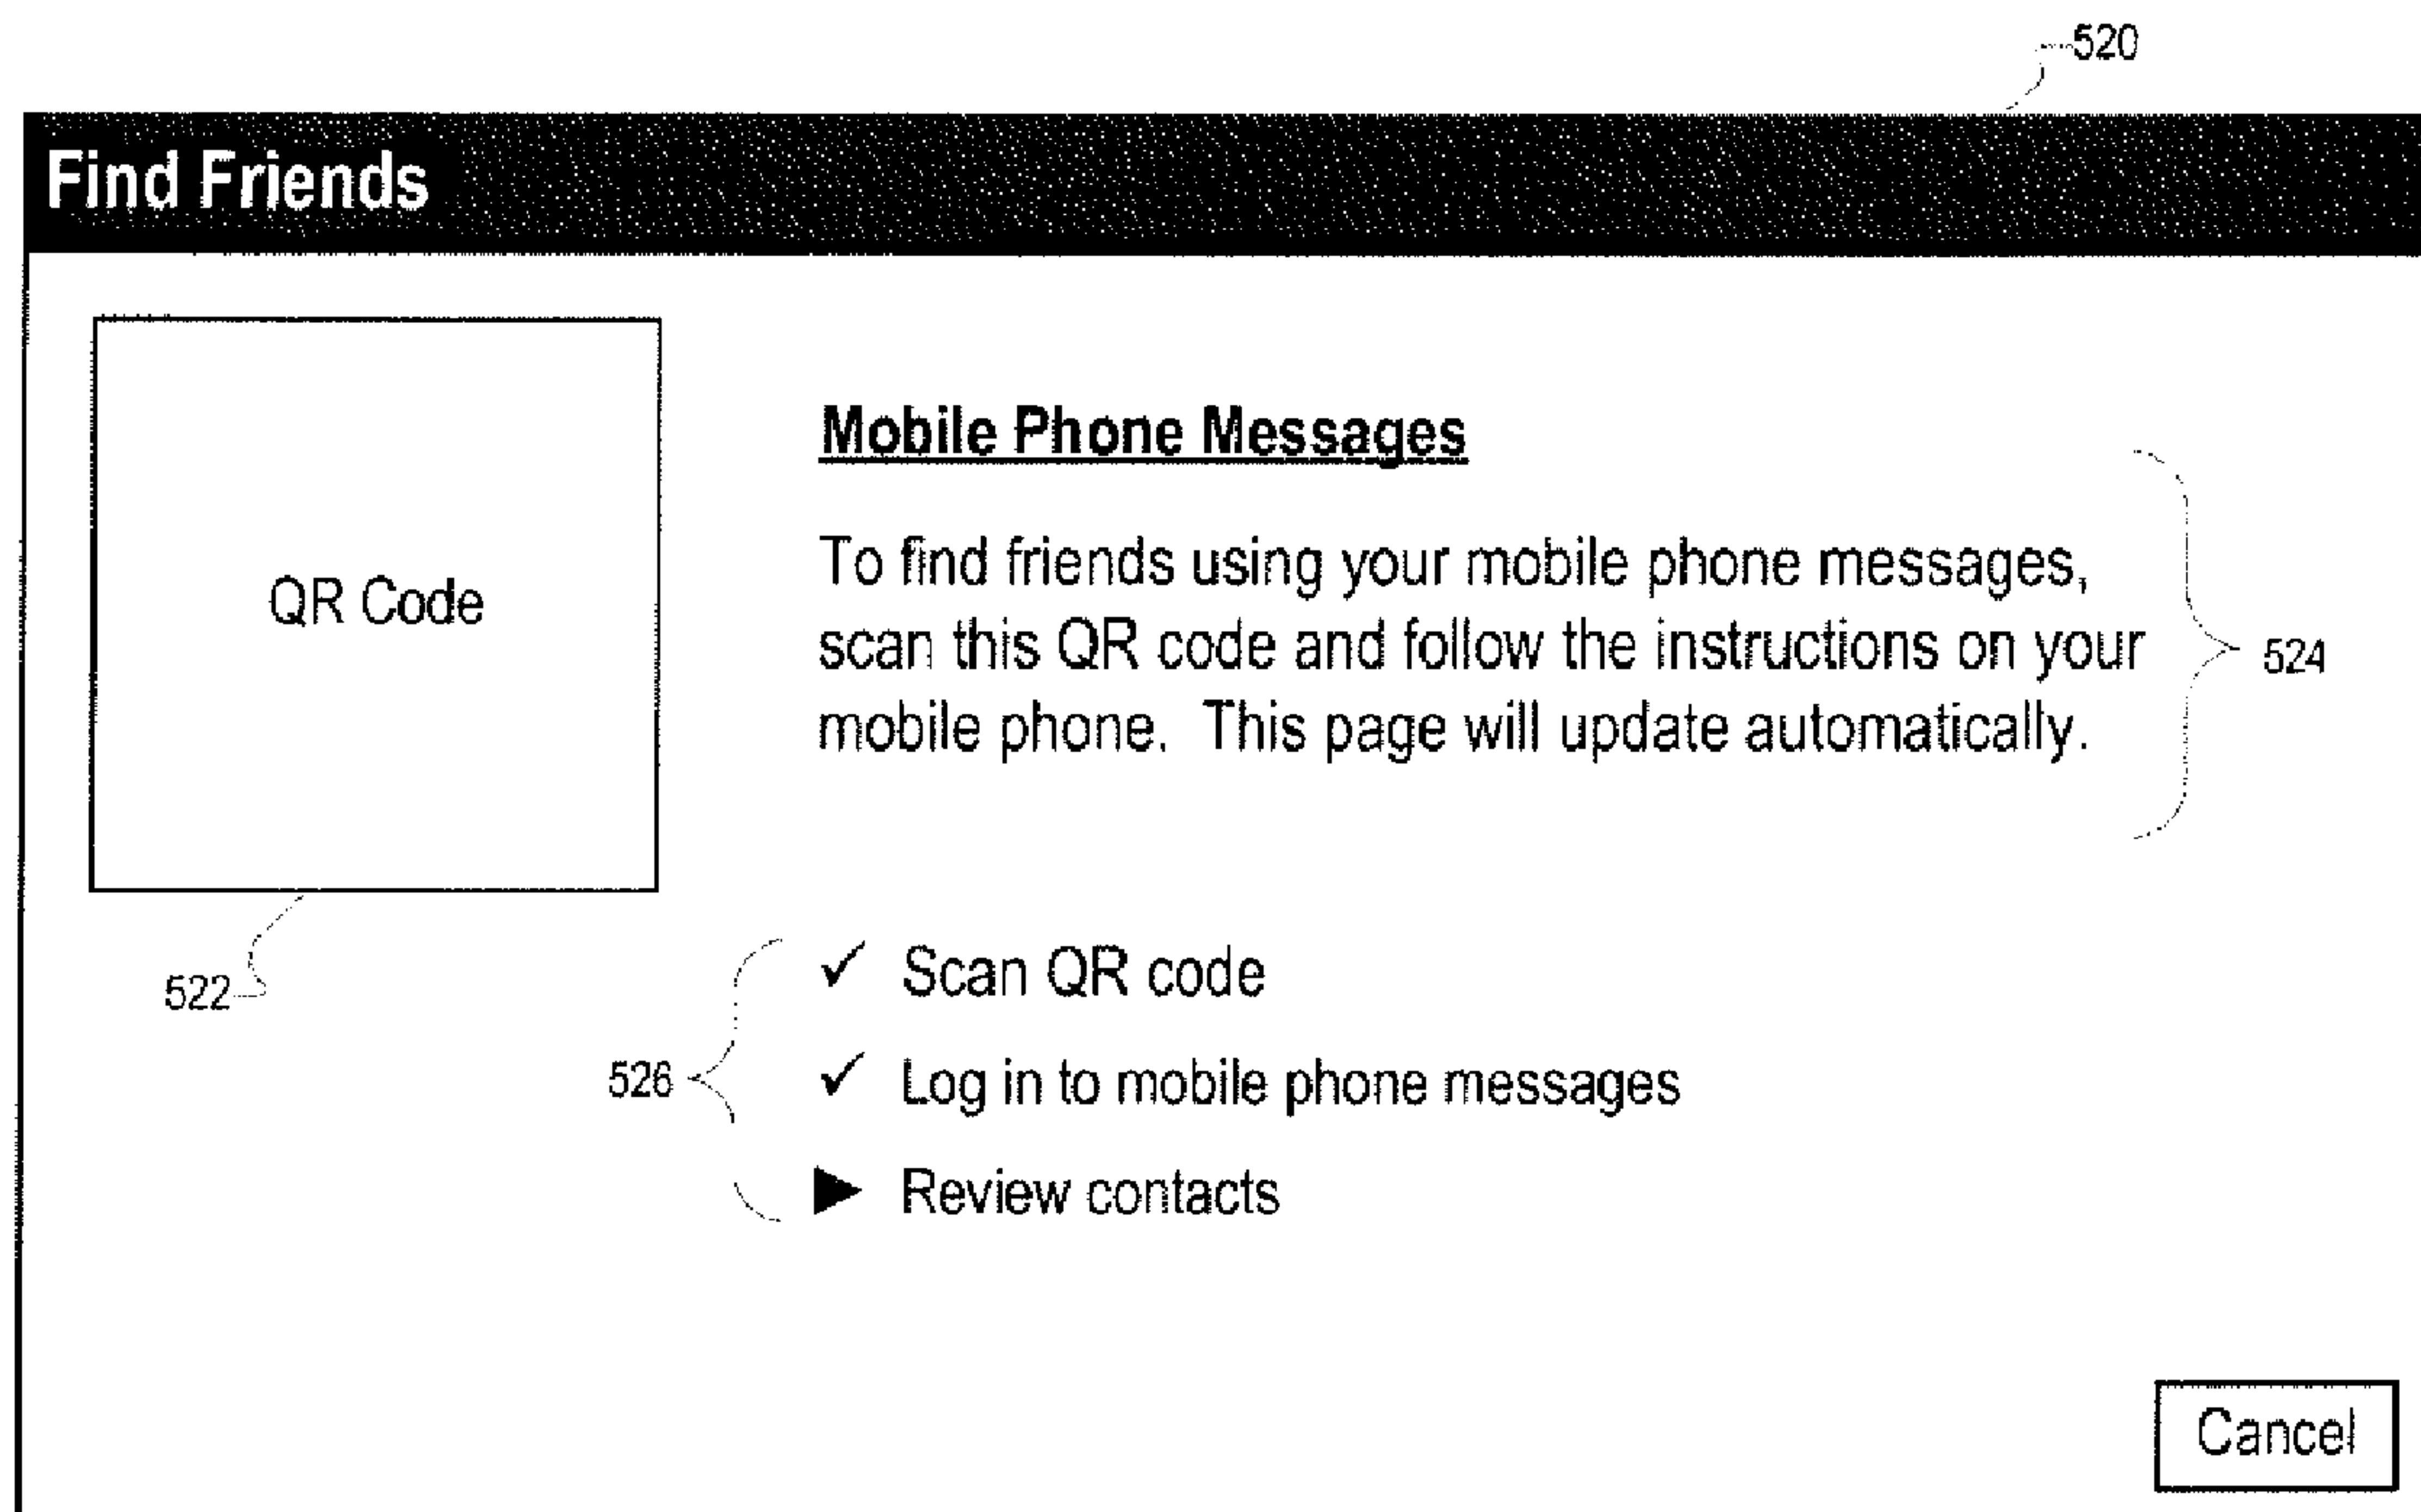 520
Find Friends
QR Code
Mobile Phone Messages
To find friends using your mobile phone messages,
scan this QR code and follow the instructions on your
mobile phone. This page will update automatically.
524
522
526
✓ Scan QR code
✓ Log in to mobile phone messages
▶ Review contacts
Cancel